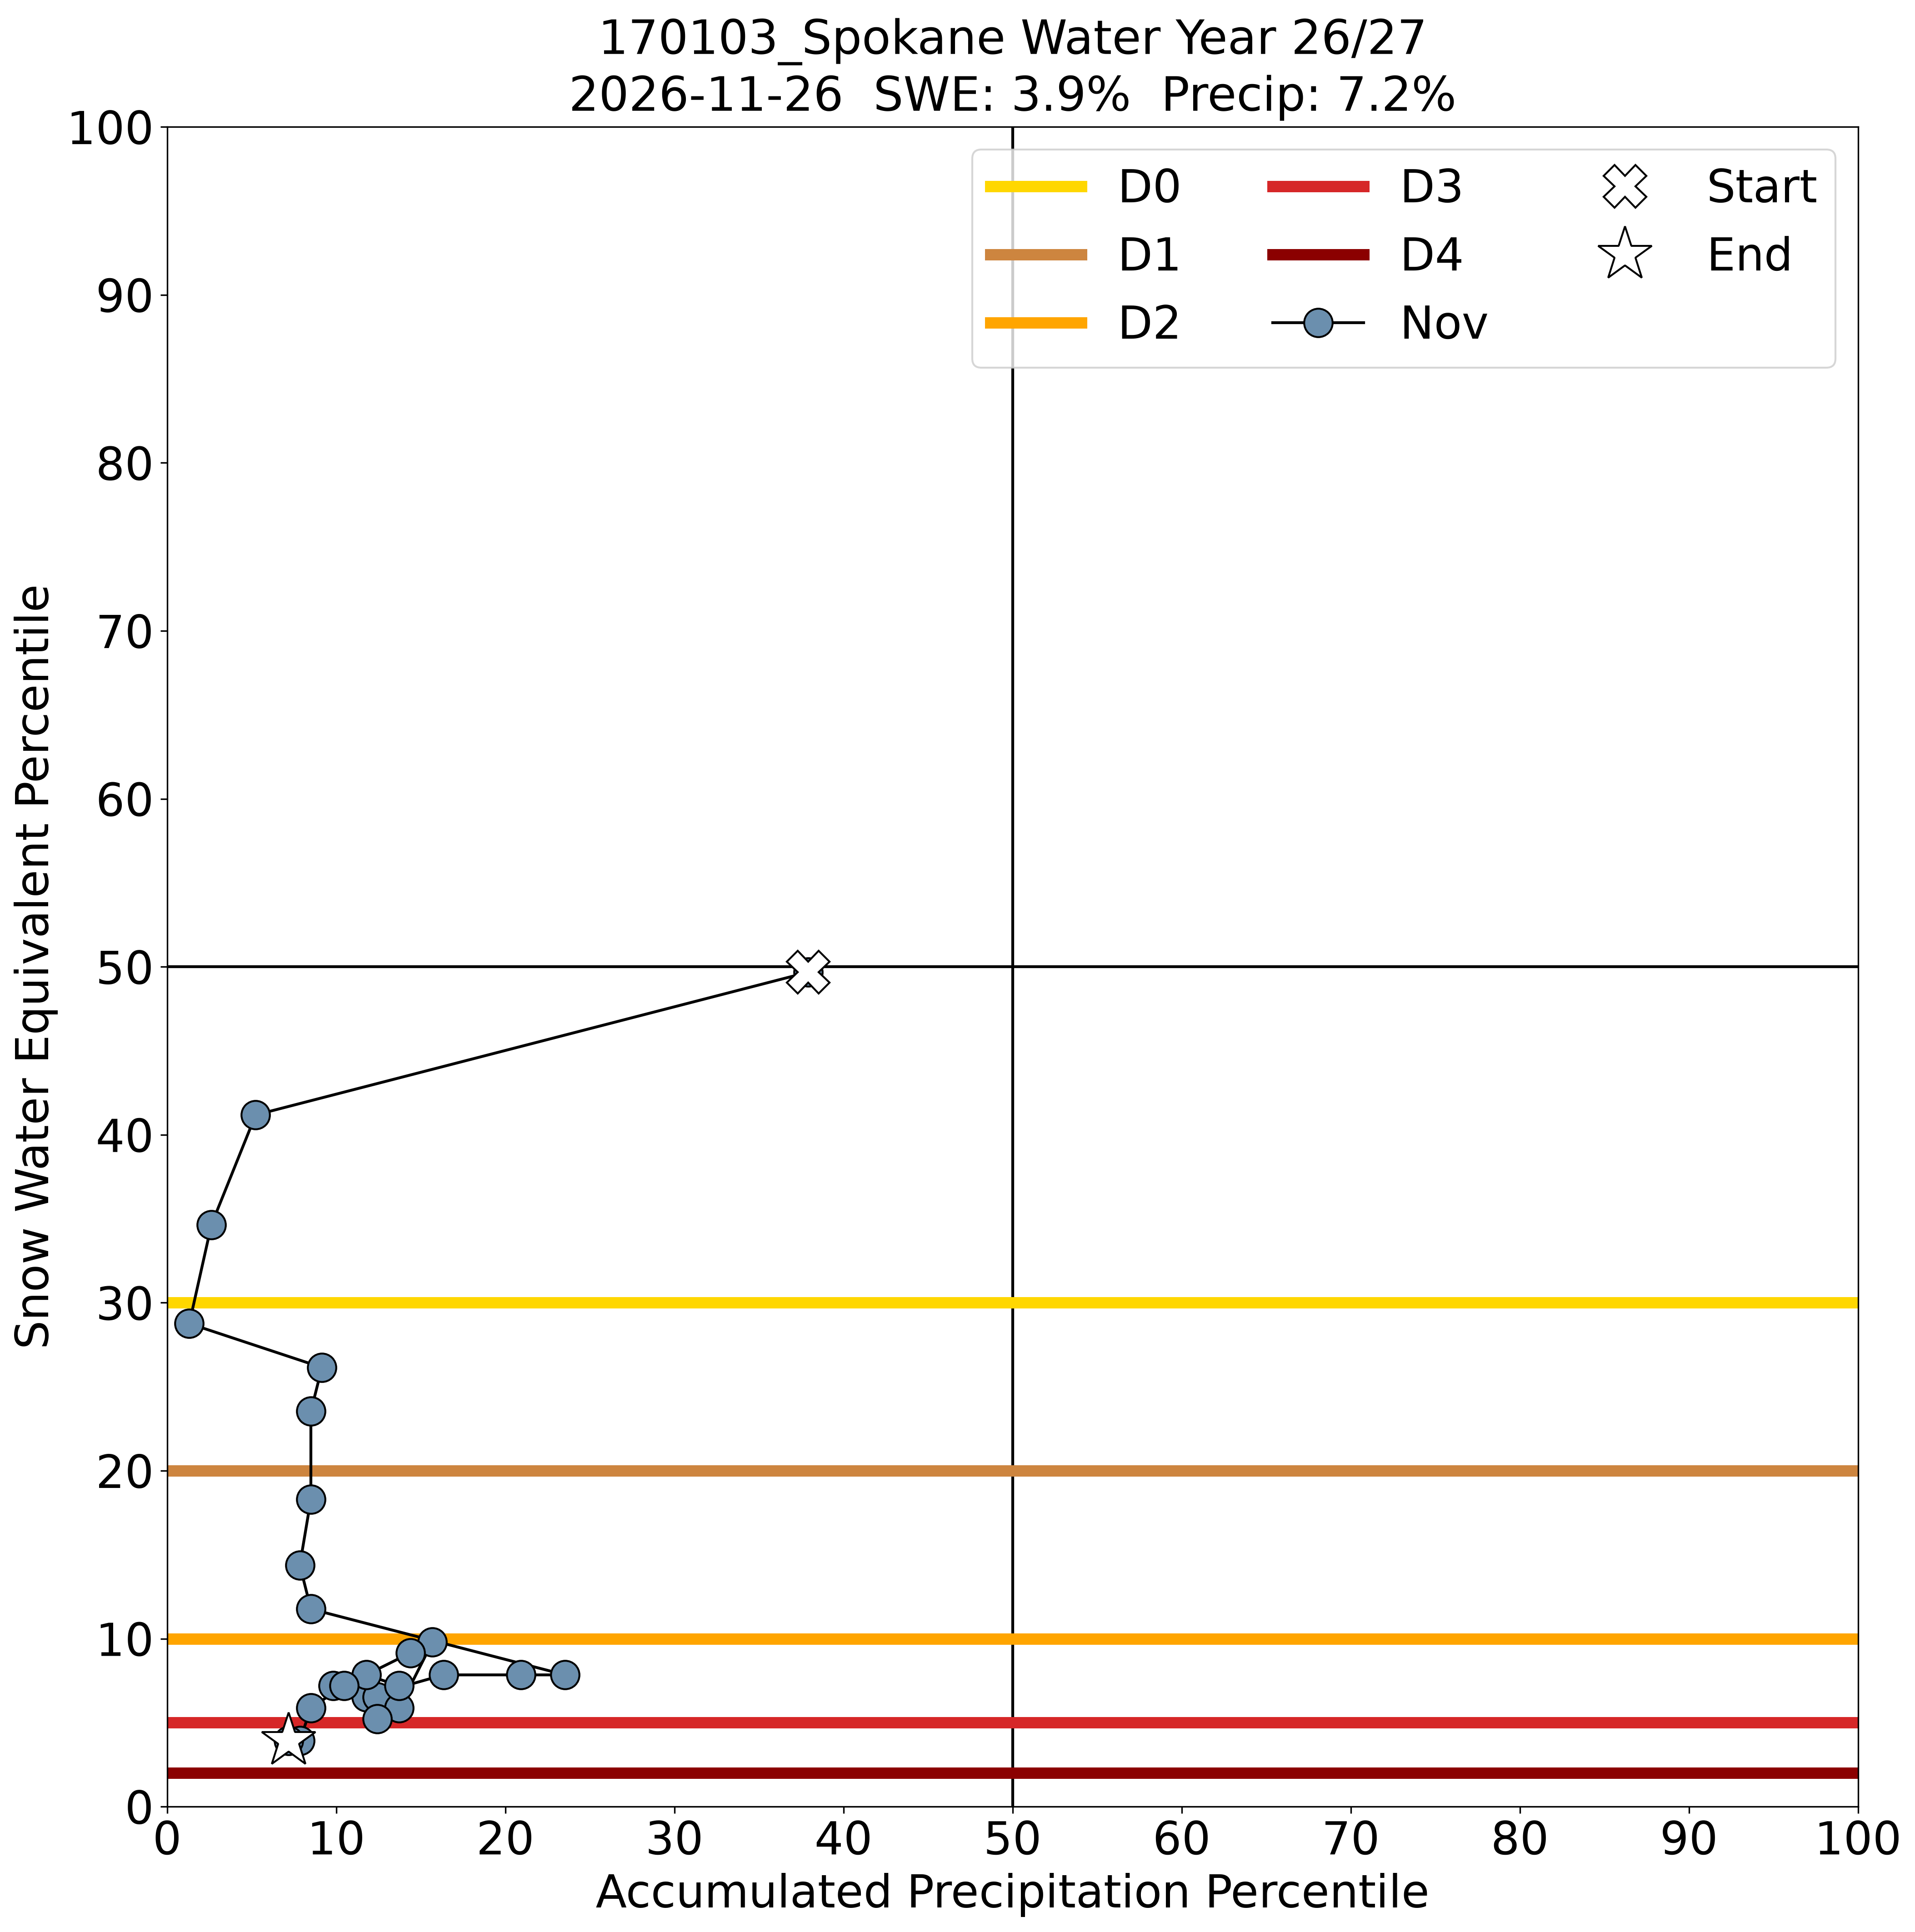 170103_Spokane Water Year 26/27
2026-11-26 SWE: 3.9% Precip: 7.2%
D0
D1
D2
D3
D4
Nov
Start
End
Snow Water Equivalent Percentile
100
90
80
70
60
50
40
30
20
10
0
0 10 20 30 40 50 60 70 80 90 100
Accumulated Precipitation Percentile